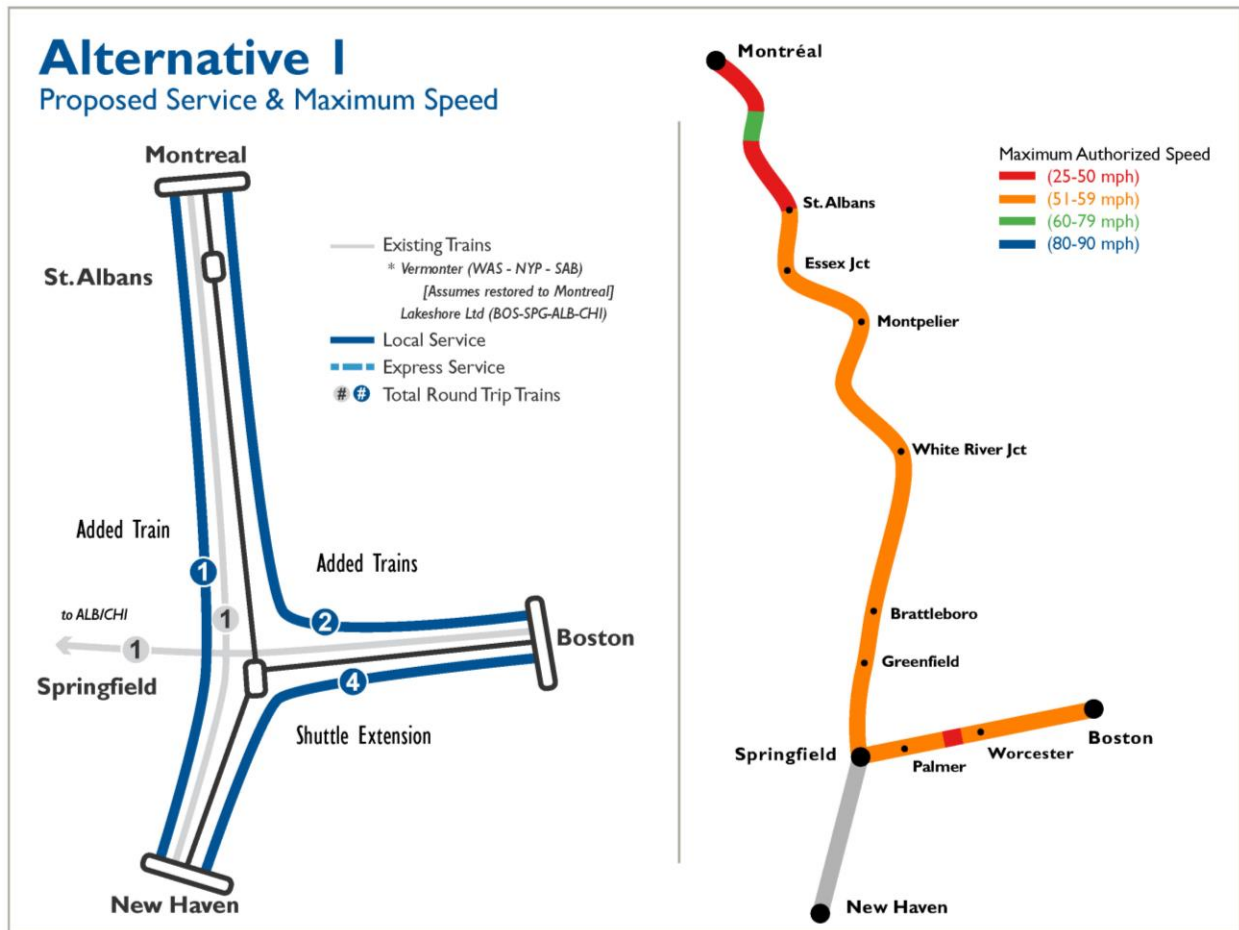 Alternative 1
Proposed Service & Maximum Speed
Montreal
St. Albans
Existing Trains
* Vermonter (WAS - NYP - SAB)
[Assumes restored to Montreal]
Lakeshore Ltd (BOS-SPG-ALB-CHI)
Local Service
Express Service
# # Total Round Trip Trains
Added Train
Added Trains
1
1
2
to ALB/CHI
1
Boston
Springfield
4
Shuttle Extension
New Haven
Montréal
Maximum Authorized Speed
(25-50 mph)
(51-59 mph)
(60-79 mph)
(80-90 mph)
St. Albans
Essex Jct
Montpelier
White River Jct
Brattleboro
Greenfield
Springfield
Palmer
Worcester
Boston
New Haven